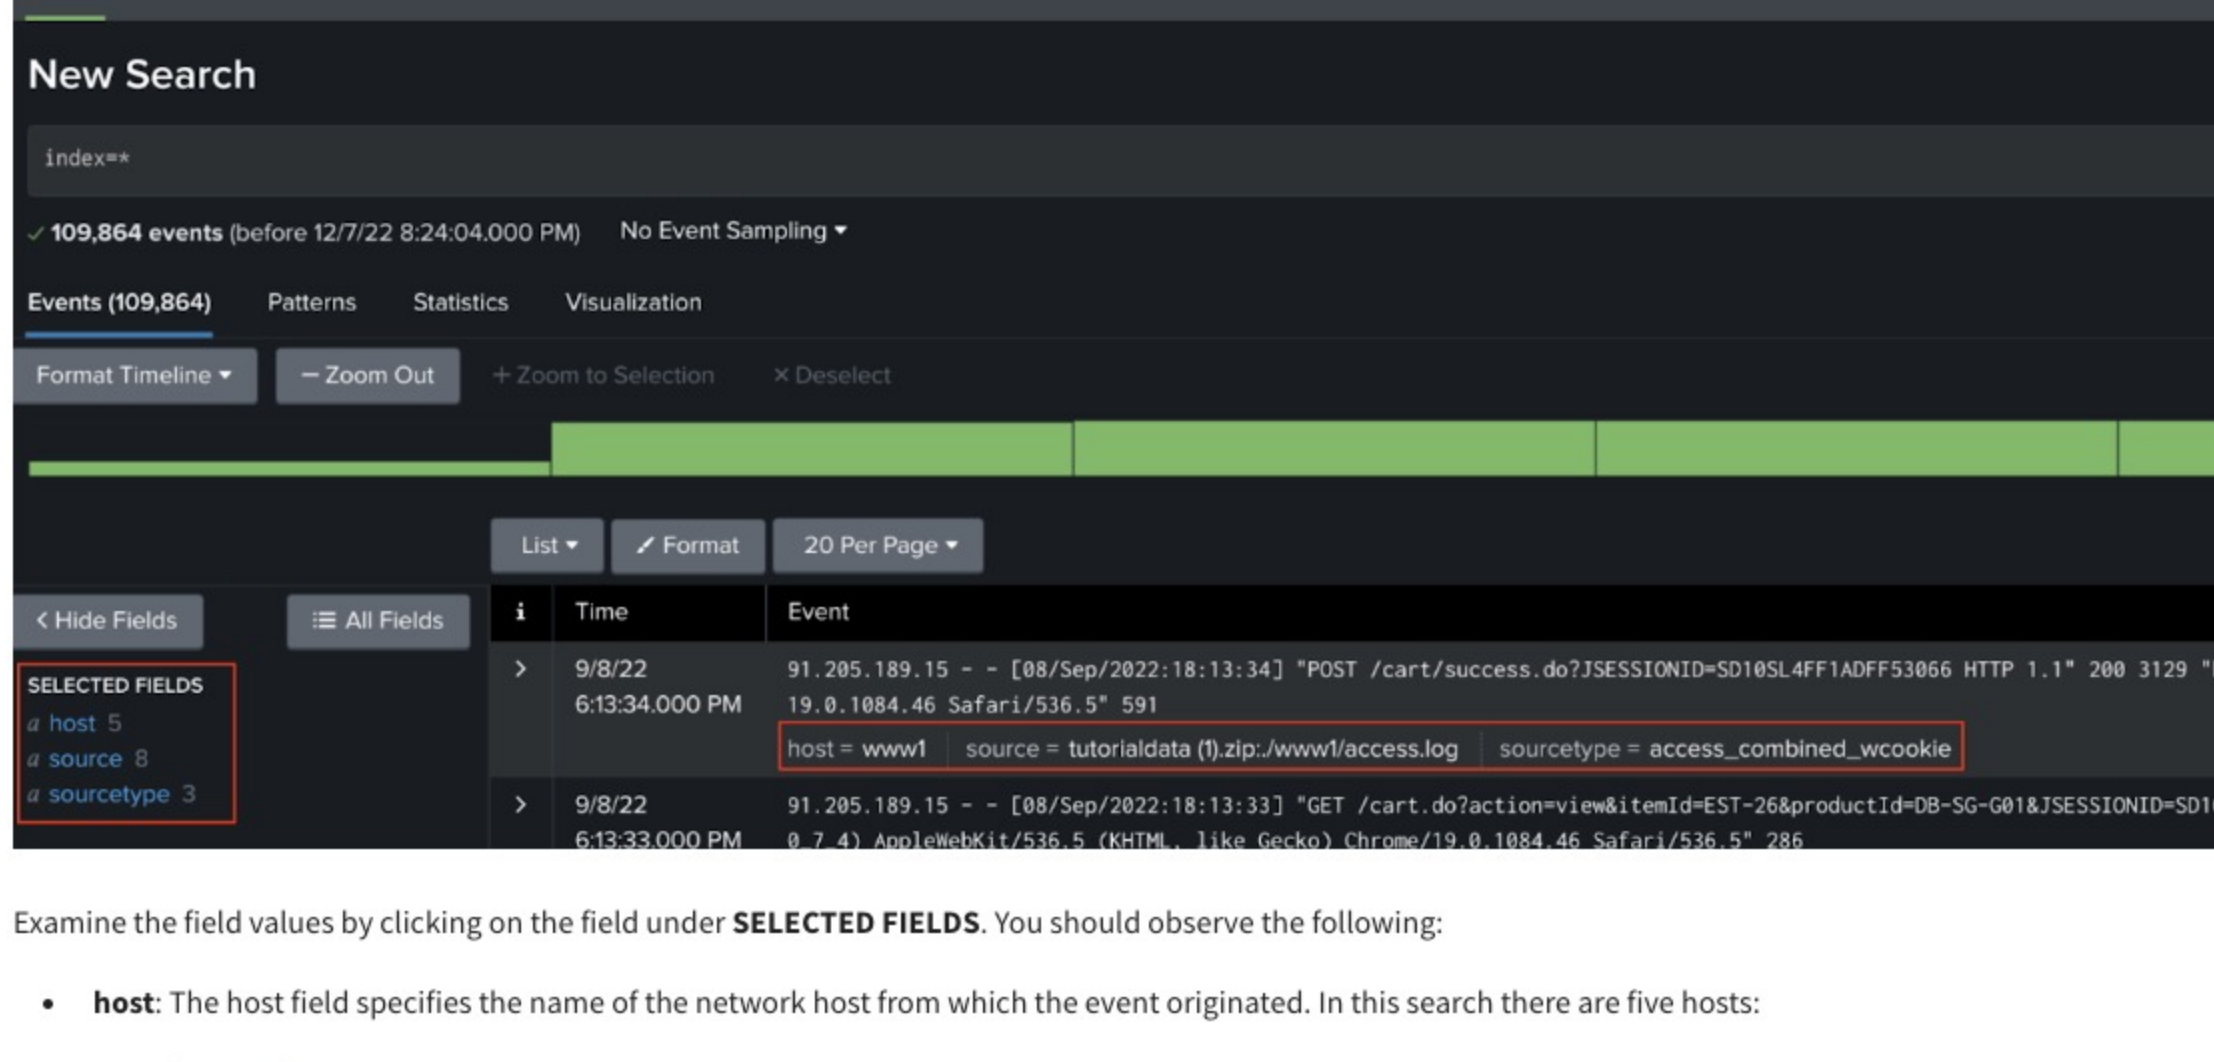 New Search
index=*
✓ 109,864 events (before 12/7/22 8:24:04.000 PM) No Event Sampling ▾
Events (109,864) Patterns Statistics Visualization
Format Timeline ▾ — Zoom Out + Zoom to Selection × Deselect
List ▾ Format 20 Per Page ▾
< Hide Fields All Fields i Time Event
SELECTED FIELDS
a host 5
a source 8
a sourcetype 3
> 9/8/22 91.205.189.15 - - [08/Sep/2022:18:13:34] "POST /cart/success.do?JSESSIONID=SD10SL4FF1ADFF53066 HTTP 1.1" 200 3129 "
6:13:34.000 PM 19.0.1084.46 Safari/536.5" 591
host = www1 source = tutorialdata (1).zip:./www1/access.log sourcetype = access_combined_wcookie
> 9/8/22 91.205.189.15 - - [08/Sep/2022:18:13:33] "GET /cart.do?action=view&itemId=EST-26&productId=DB-SG-G01&JSESSIONID=SD1
6:13:33.000 PM 0_7_4) AppleWebKit/536.5 (KHTML, like Gecko) Chrome/19.0.1084.46 Safari/536.5" 286
Examine the field values by clicking on the field under SELECTED FIELDS. You should observe the following:
• host: The host field specifies the name of the network host from which the event originated. In this search there are five hosts: